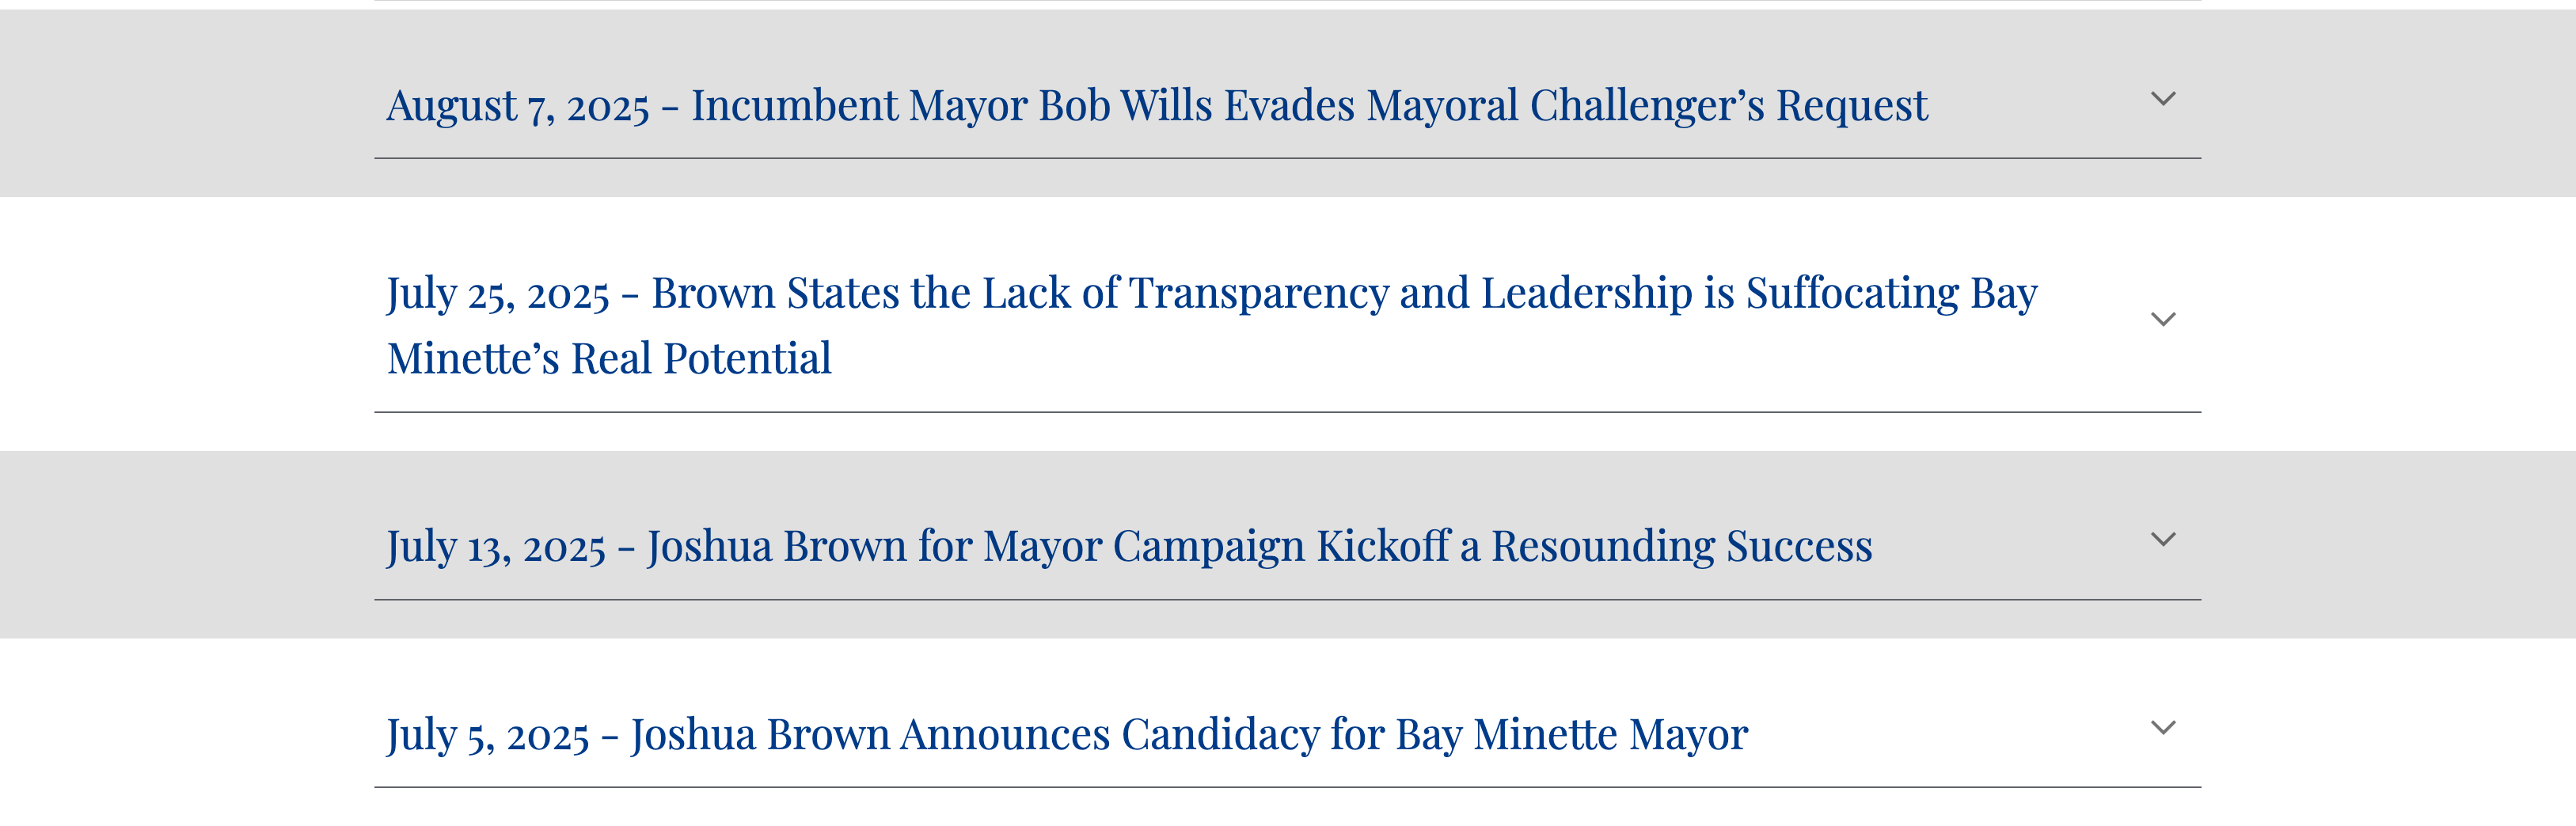 August 7, 2025 - Incumbent Mayor Bob Wills Evades Mayoral Challenger’s Request
July 25, 2025 - Brown States the Lack of Transparency and Leadership is Suffocating Bay
Minette’s Real Potential
July 13, 2025 - Joshua Brown for Mayor Campaign Kickoff a Resounding Success
July 5, 2025 - Joshua Brown Announces Candidacy for Bay Minette Mayor